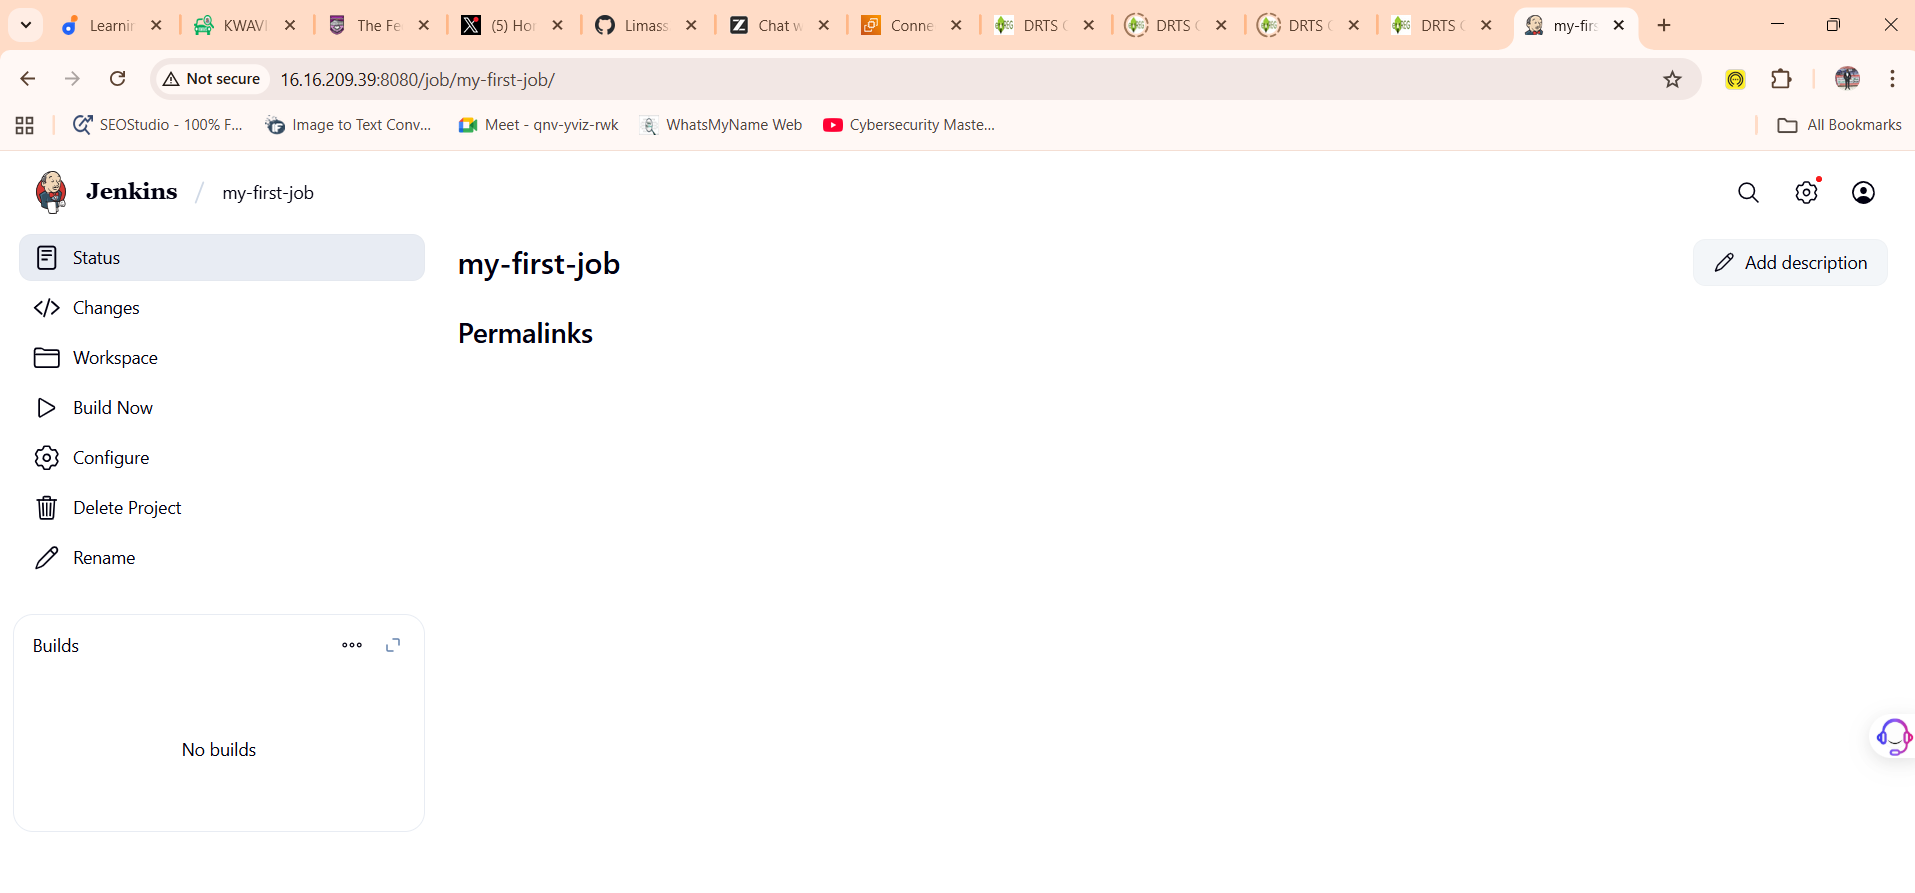 Learnin
KWAVI
The Fe
(5) Hor
Limass
Chat w
Conne
DRTS
DRTS
DRTS
DRTS
my-firs
Not secure
16.16.209.39:8080/job/my-first-job/
SEOStudio - 100% F...
Image to Text Conv...
Meet - qnv-yviz-rwk
WhatsMyName Web
Cybersecurity Maste...
All Bookmarks
Jenkins / my-first-job
Status
my-first-job
Add description
Changes
Permalinks
Workspace
Build Now
Configure
Delete Project
Rename
Builds
No builds